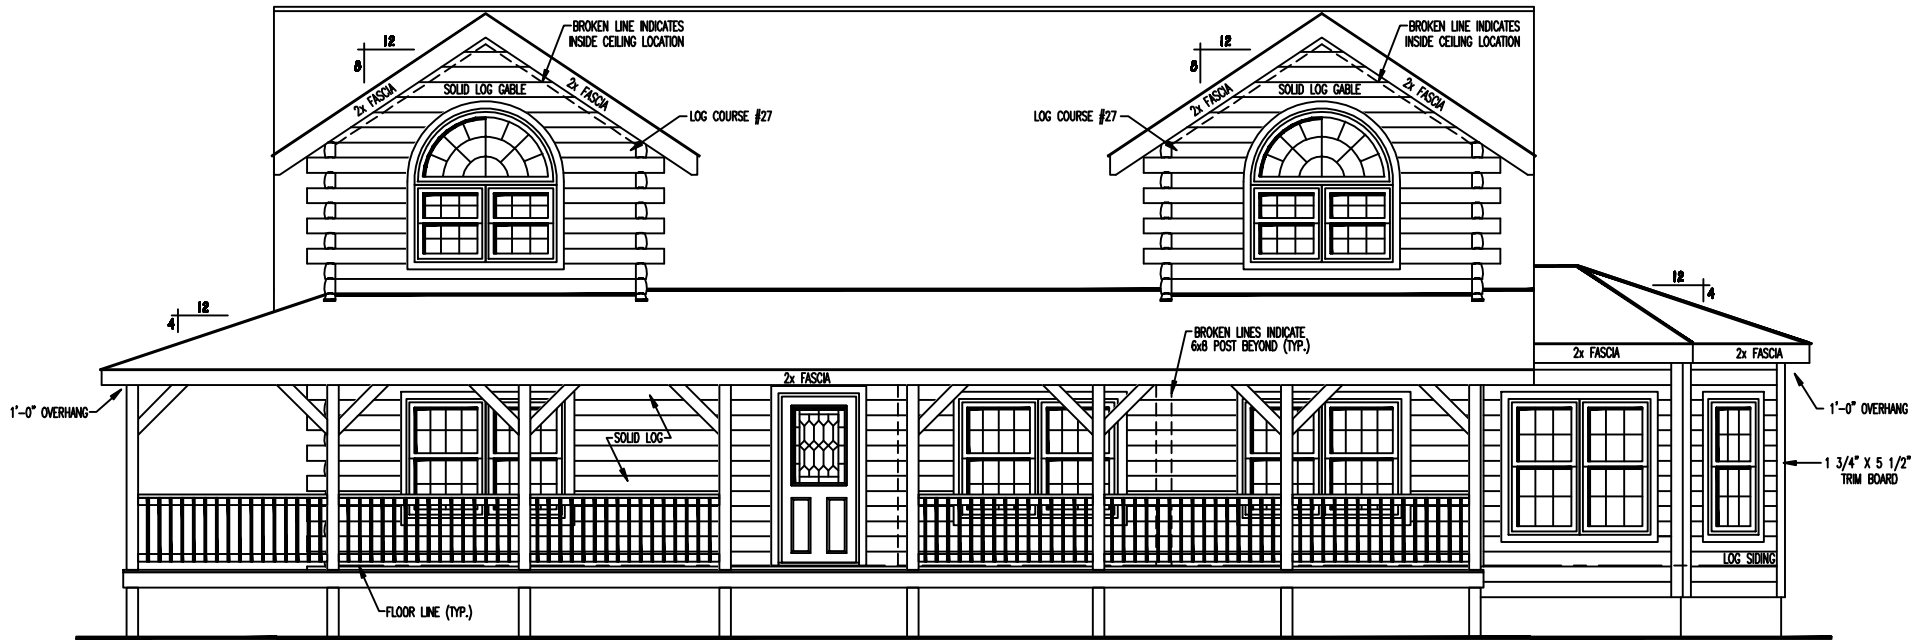 BROKEN LINE INDICATES
INSIDE CEILING LOCATION
12
8
2x FASCIA
SOLID LOG GABLE
2x FASCIA
LOG COURSE #27
BROKEN LINE INDICATES
INSIDE CEILING LOCATION
12
8
2x FASCIA
SOLID LOG GABLE
2x FASCIA
LOG COURSE #27
12
4
12
4
BROKEN LINES INDICATE
6x8 POST BEYOND (TYP.)
2x FASCIA
2x FASCIA
2x FASCIA
1'-0" OVERHANG
1'-0" OVERHANG
SOLID LOG
1 3/4" X 5 1/2"
TRIM BOARD
LOG SIDING
FLOOR LINE (TYP.)